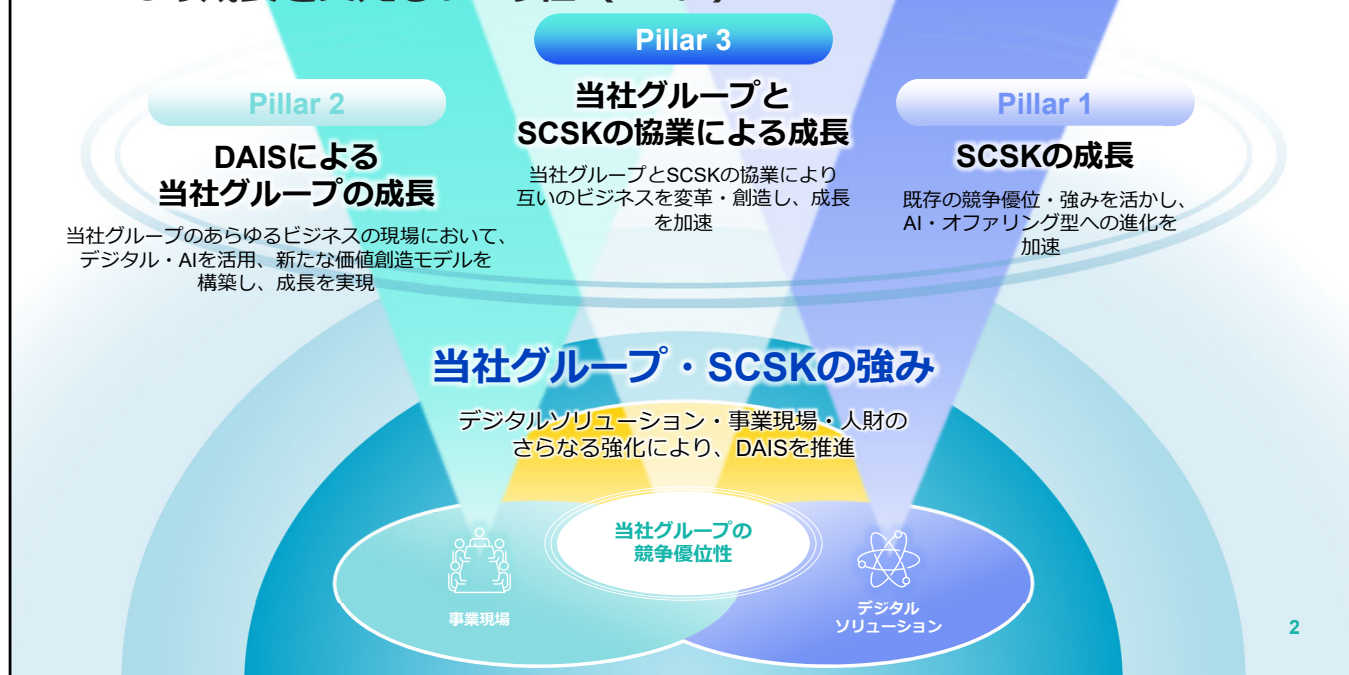 Pillar 3
当社グループと
SCSKの協業による成長
当社グループとSCSKの協業により
互いのビジネスを変革・創造し、成長
を加速
Pillar 2
DAISによる
当社グループの成長
当社グループのあらゆるビジネスの現場において、
デジタル・AIを活用、新たな価値創造モデルを
構築し、成長を実現
Pillar 1
SCSKの成長
既存の競争優位・強みを活かし、
AI・オファリング型への進化を
加速
当社グループ・SCSKの強み
デジタルソリューション・事業現場・人財の
さらなる強化により、DAISを推進
当社グループの
競争優位性
事業現場
デジタル
ソリューション
2